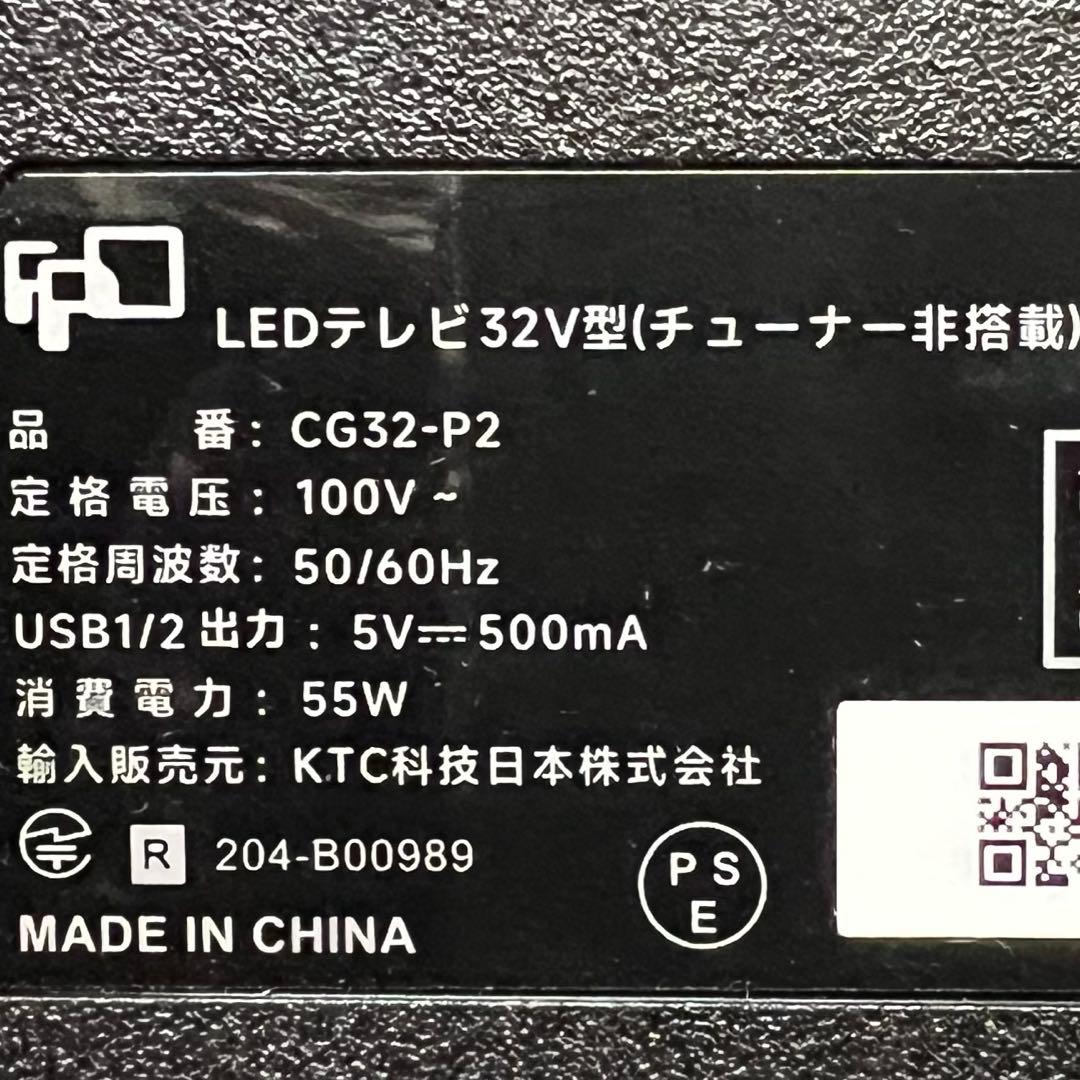 LEDテレビ32V型(チューナー非搭載)
品番: CG32-P2
定格電圧: 100V ~
定格周波数: 50/60Hz
USB1/2出力: 5V⎓500mA
消費電力: 55W
輸入販売元: KTC科技日本株式会社
R 204-B00989
PSE
MADE IN CHINA